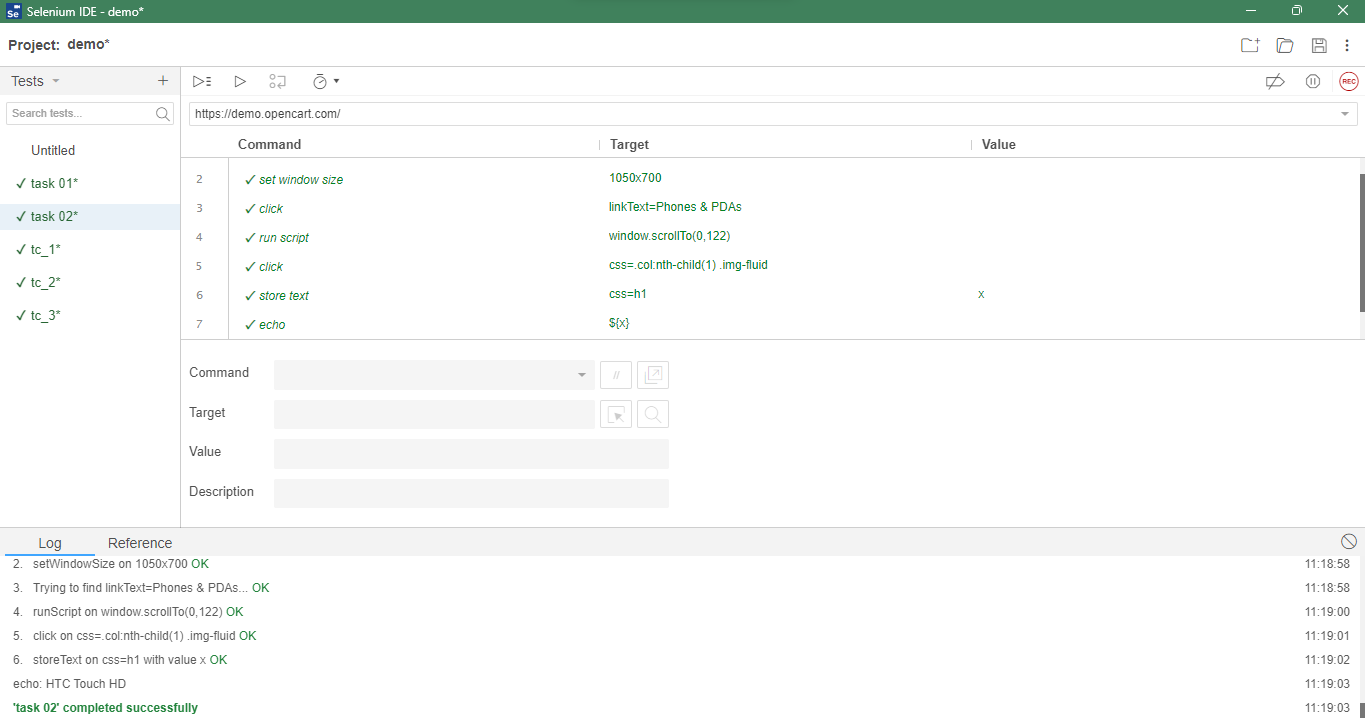 Se Selenium IDE - demo*
Project: demo*
Tests +
Search tests...
Untitled
✓ task 01*
✓ task 02*
✓ tc_1*
✓ tc_2*
✓ tc_3*
REC
https://demo.opencart.com/
Command Target Value
2 ✓ set window size 1050x700
3 ✓ click linkText=Phones & PDAs
4 ✓ run script window.scrollTo(0,122)
5 ✓ click css=.col:nth-child(1) .img-fluid
6 ✓ store text css=h1 x
7 ✓ echo ${x}
Command //
Target
Value
Description
Log Reference
2. setWindowSize on 1050x700 OK 11:18:58
3. Trying to find linkText=Phones & PDAs... OK 11:18:58
4. runScript on window.scrollTo(0,122) OK 11:19:00
5. click on css=.col:nth-child(1) .img-fluid OK 11:19:01
6. storeText on css=h1 with value x OK 11:19:02
echo: HTC Touch HD 11:19:03
'task 02' completed successfully 11:19:03